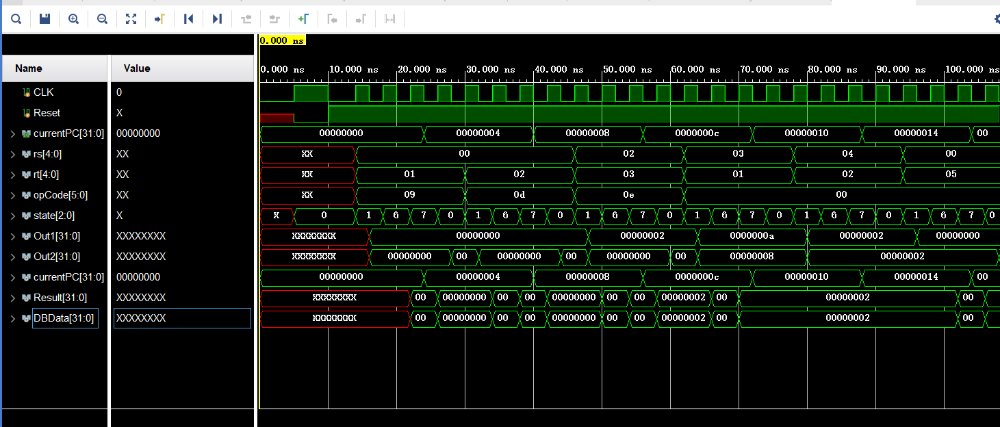 0.000 ns
Name Value 0.000 ns 10.000 ns 20.000 ns 30.000 ns 40.000 ns 50.000 ns 60.000 ns 70.000 ns 80.000 ns 90.000 ns 100.000 ns
CLK 0
Reset X
currentPC[31:0] 00000000 00000000 00000004 00000008 0000000c 00000010 00000014 00
rs[4:0] XX XX 00 02 03 04 00
rt[4:0] XX XX 01 02 03 01 02 05
opCode[5:0] XX XX 09 0d 0e 00
state[2:0] X X 0 1 6 7 0 1 6 7 0 1 6 7 0 1 6 7 0 1 6 7 0 1 6 7 0
Out1[31:0] XXXXXXXX XXXXXXXX 00000000 00000002 0000000a 00000002 00000000
Out2[31:0] XXXXXXXX XXXXXXXX 00000000 00 00000000 00 00000000 00 00000008 00000002
currentPC[31:0] 00000000 00000000 00000004 00000008 0000000c 00000010 00000014 00
Result[31:0] XXXXXXXX XXXXXXXX 00 00000000 00 00 00000000 00 00 00000002 00 00000002 00
DBData[31:0] XXXXXXXX XXXXXXXX 00 00000000 00 00 00000000 00 00 00000002 00 00000002 00